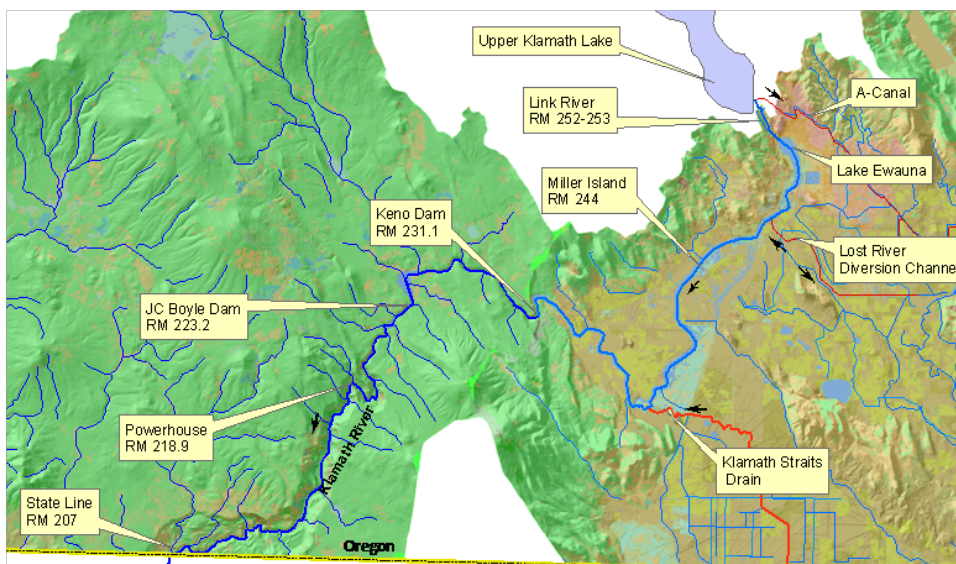 Upper Klamath Lake
Link River
RM 252-253
A-Canal
Lake Ewauna
Miller Island
RM 244
Keno Dam
RM 231.1
Lost River
Diversion Channel
JC Boyle Dam
RM 223.2
Powerhouse
RM 218.9
Klamath River
Klamath Straits
Drain
State Line
RM 207
Oregon